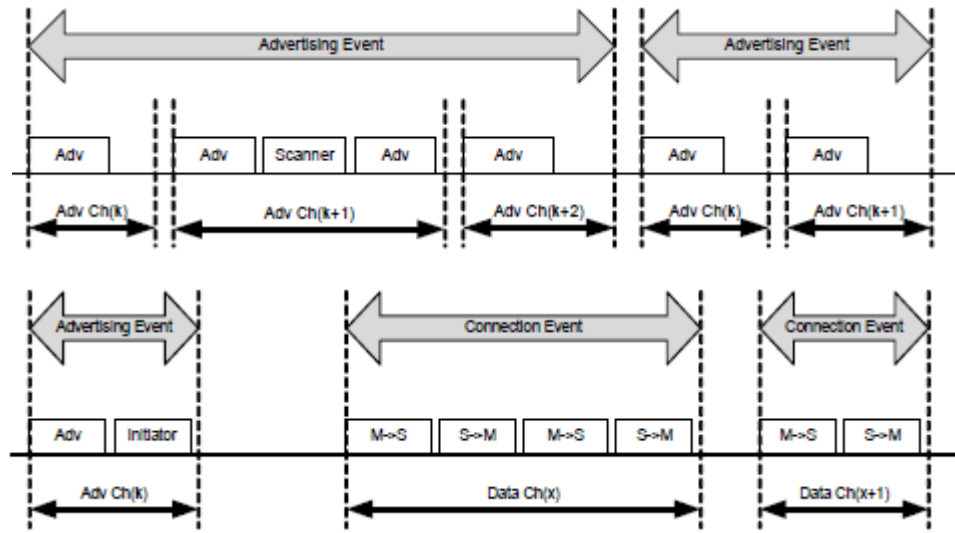 Advertising Event Advertising Event
Adv Adv Scanner Adv Adv Adv Adv
Adv Ch(k) Adv Ch(k+1) Adv Ch(k+2) Adv Ch(k) Adv Ch(k+1)
Advertising Event Connection Event Connection Event
Adv Initiator M->S S->M M->S S->M M->S S->M
Adv Ch(k) Data Ch(x) Data Ch(x+1)